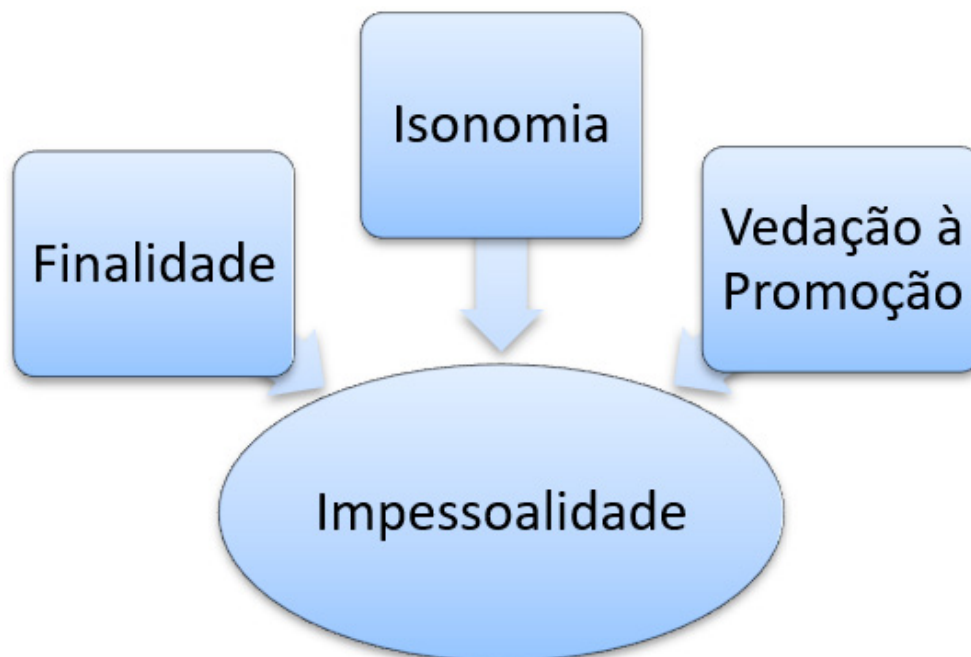 Isonomia
Finalidade
Vedação à
Promoção
Impessoalidade